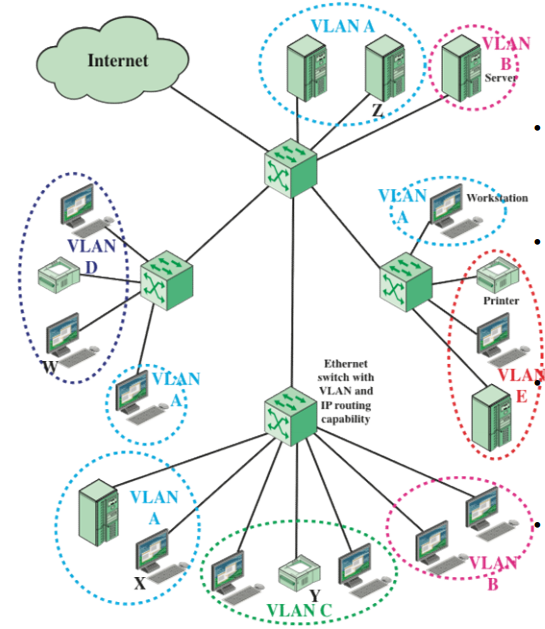 Internet
VLAN A
VLAN
B
Server
Z
VLAN
A
Workstation
VLAN
D
Printer
W
VLAN
E
VLAN
A
Ethernet
switch with
VLAN and
IP routing
capability
VLAN
A
X
Y
VLAN C
VLAN
B